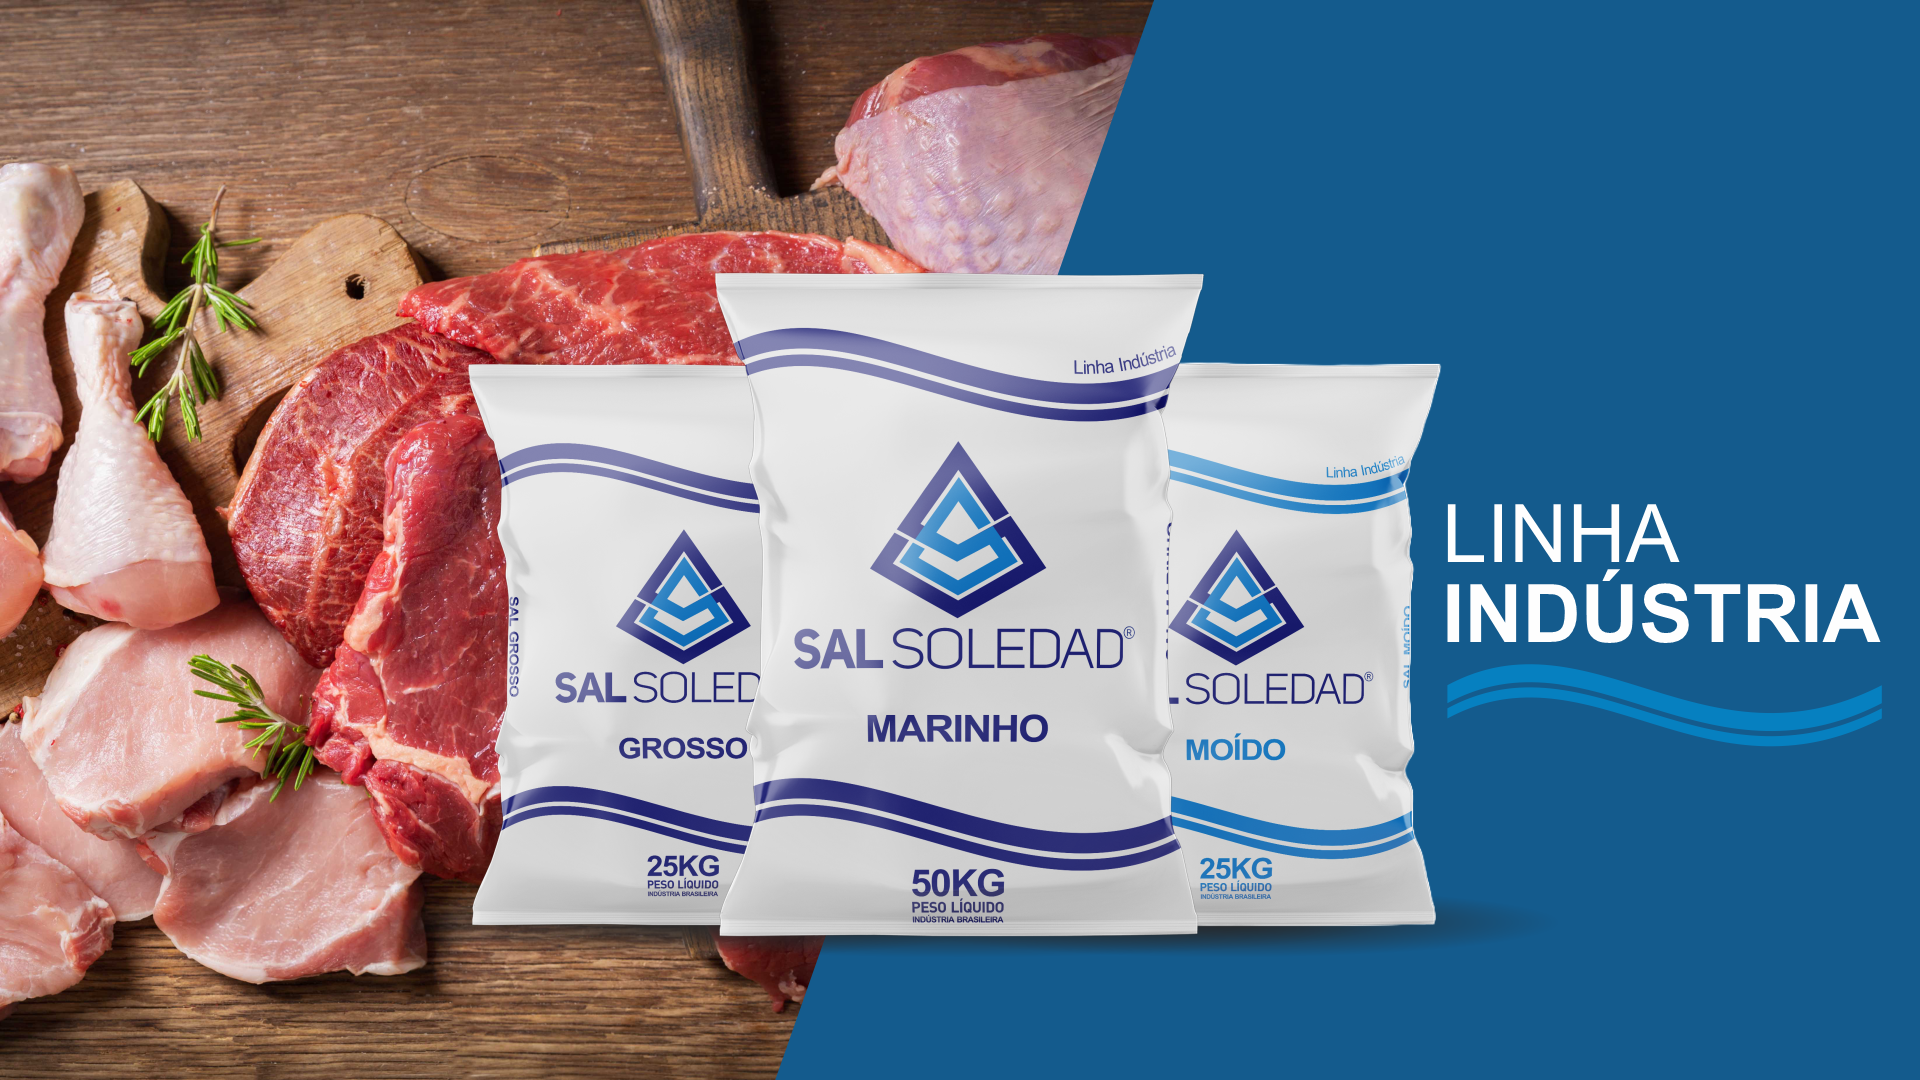 SAL GROSSO
SAL SOLED
GROSSO
25KG
PESO LÍQUIDO
INDÚSTRIA BRASILEIRA
Linha Indústria
SAL SOLEDAD®
MARINHO
50KG
PESO LÍQUIDO
INDÚSTRIA BRASILEIRA
Linha Indústria
SOLEDAD®
MOÍDO
SAL MOÍDO
25KG
PESO LÍQUIDO
INDÚSTRIA BRASILEIRA
LINHA
INDÚSTRIA